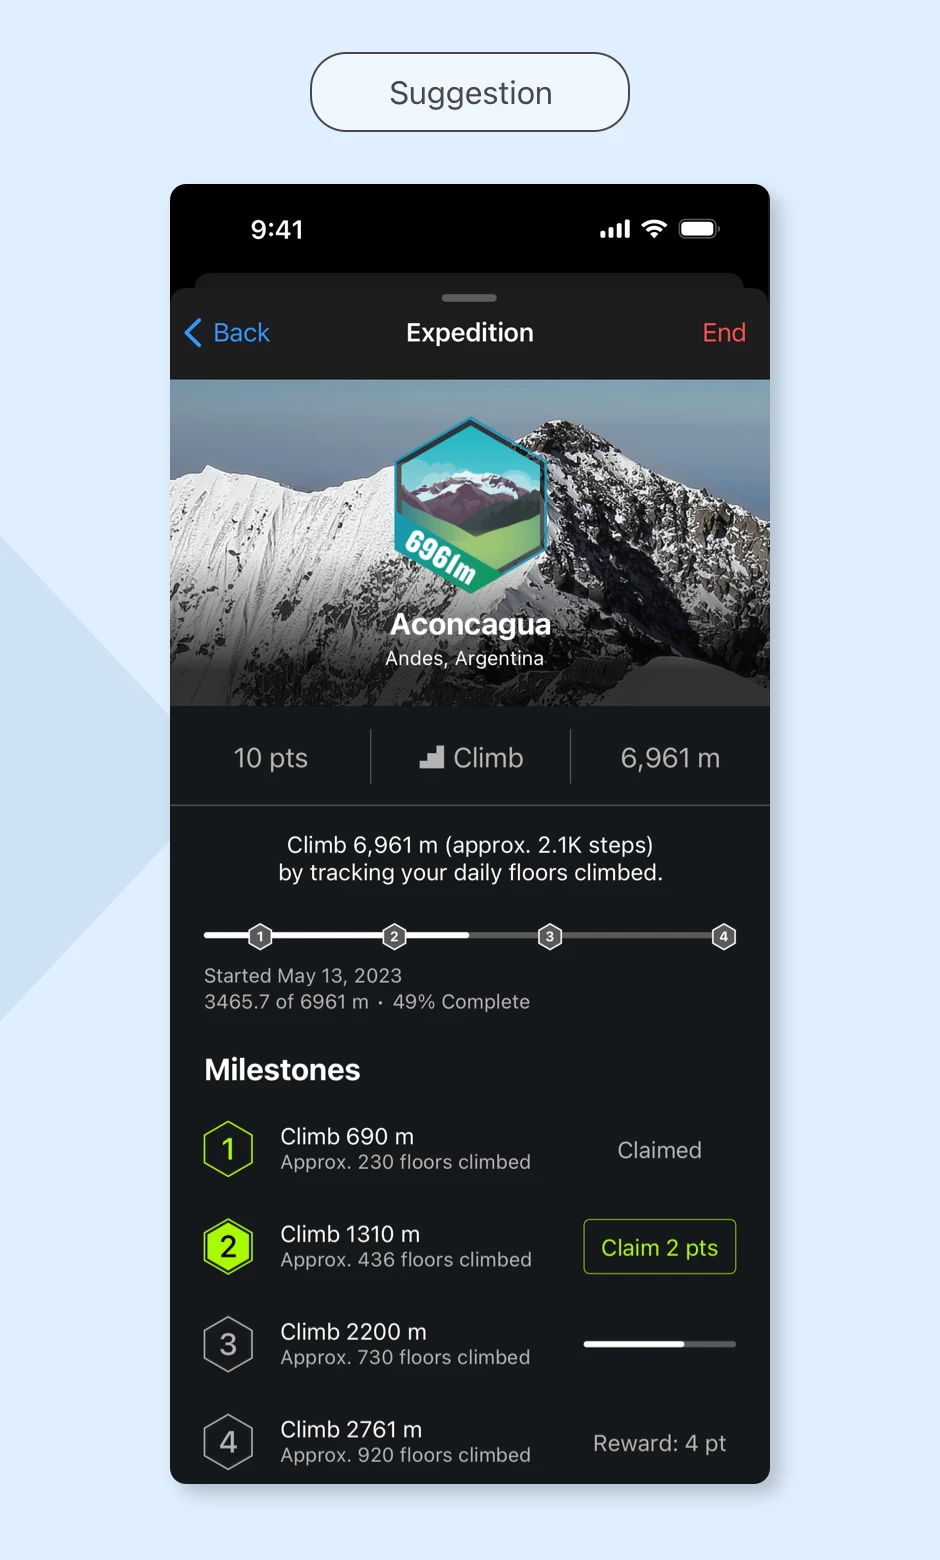 Suggestion
9:41
Back
Expedition
End
6961m
Aconcagua
Andes, Argentina
10 pts
Climb
6,961 m
Climb 6,961 m (approx. 2.1K steps)
by tracking your daily floors climbed.
1 2 3 4
Started May 13, 2023
3465.7 of 6961 m · 49% Complete
Milestones
1
Climb 690 m
Approx. 230 floors climbed
Claimed
2
Climb 1310 m
Approx. 436 floors climbed
Claim 2 pts
3
Climb 2200 m
Approx. 730 floors climbed
4
Climb 2761 m
Approx. 920 floors climbed
Reward: 4 pt